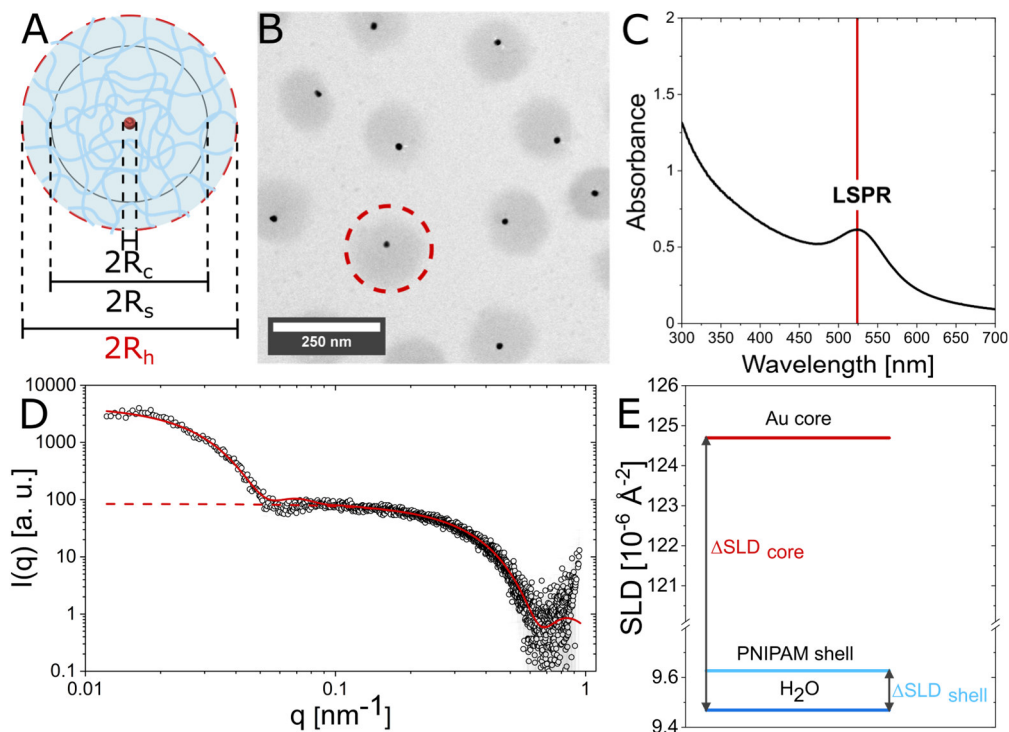 A
2Rc
2Rs
2Rh
B
250 nm
C
Absorbance
2
1.5
1
0.5
0
LSPR
300 350 400 450 500 550 600 650 700
Wavelength [nm]
D
I(q) [a. u.]
10000
1000
100
10
1
0.1
0.01 0.1 1
q [nm-1]
E
SLD [10-6 Å-2]
126
125
124
123
122
121
9.6
9.4
Au core
ΔSLD core
PNIPAM shell
H2O
ΔSLD shell